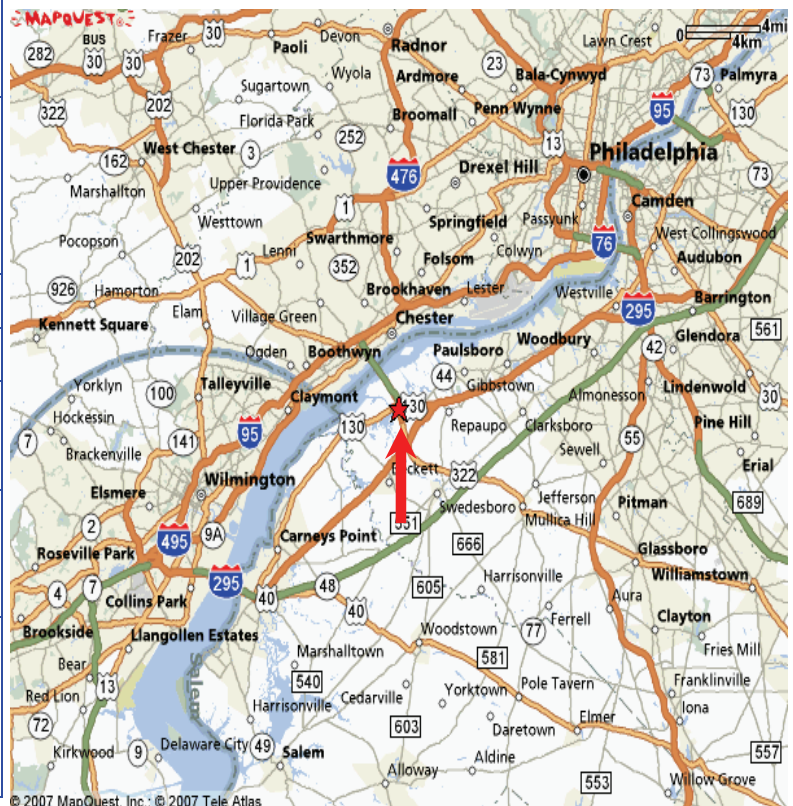 MAPQUEST
4mi
0 4km
282
BUS
30
30
Frazer
30
Paoli
Devon
Radnor
Lawn Crest
Wyola
Ardmore
23
Bala-Cynwyd
73
Palmyra
322
202
Sugartown
Broomall
Penn Wynne
95
130
Florida Park
252
13
162
West Chester
3
Drexel Hill
Philadelphia
Marshallton
Upper Providence
476
73
Westtown
1
Springfield
Passyunk
Camden
Pocopson
202
Swarthmore
Colwyn
76
West Collingswood
Lenni
1
352
Folsom
Audubon
926
Hamorton
Brookhaven
Lester
Westville
Barrington
Kennett Square
Elam
Village Green
Chester
295
Glendora
561
Ogden
Boothwyn
Paulsboro
Woodbury
42
Yorklyn
100
Talleyville
44
Gibbstown
Almonesson
Lindenwold
30
Hockessin
Claymont
130
130
Repaupo
Clarksboro
Pine Hill
7
141
Brackenville
95
55
Sewell
Erial
Wilmington
Beckett
322
Elsmere
Swedesboro
Jefferson
Pitman
689
2
9A
551
Mullica Hill
495
Carneys Point
666
Glassboro
Roseville Park
295
48
605
Harrisonville
Williamstown
4
7
Collins Park
40
40
Aura
Brookside
Llangollen Estates
Woodstown
77
Ferrell
Clayton
Bear
Salem
Marshalltown
581
Fries Mill
13
540
Pole Tavern
Franklinville
Red Lion
Cedarville
Yorktown
Iona
72
Harrisonville
603
Daretown
Elmer
9
Delaware City
49
Kirkwood
Salem
Aldine
557
Alloway
553
Willow Grove
© 2007 MapQuest, Inc.; © 2007 Tele Atlas